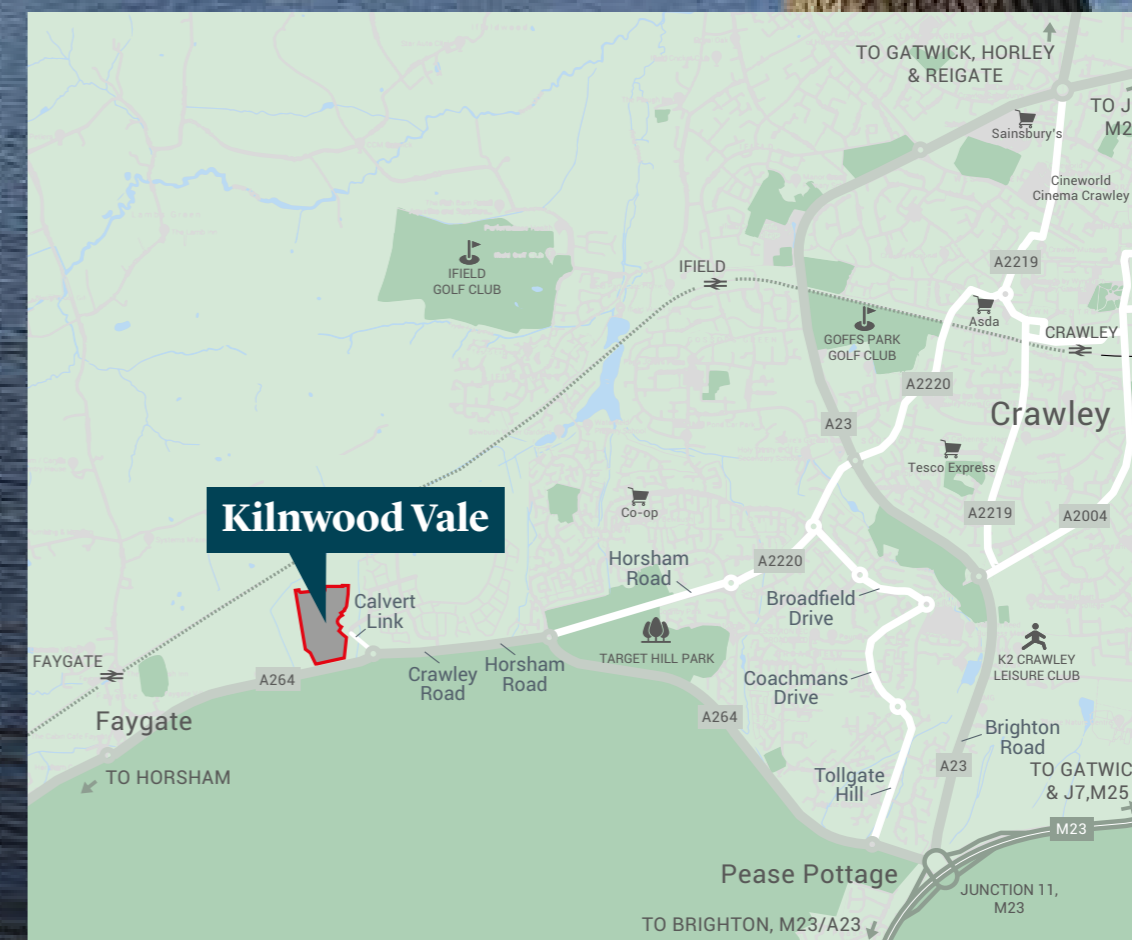 TO GATWICK, HORLEY
& REIGATE
TO J
M2
Sainsbury's
Cineworld
Cinema Crawley
A2219
IFIELD
GOLF CLUB
IFIELD
Asda
CRAWLEY
GOFFS PARK
GOLF CLUB
A2220
Crawley
A23
Tesco Express
Kilnwood Vale
Co-op
A2219
A2004
Horsham
Road
A2220
Calvert
Link
Broadfield
Drive
FAYGATE
A264
Crawley
Road
Horsham
Road
TARGET HILL PARK
K2 CRAWLEY
LEISURE CLUB
Coachmans
Drive
Faygate
A264
Brighton
Road
TO HORSHAM
Tollgate
Hill
A23
TO GATWIC
& J7,M25
M23
Pease Pottage
JUNCTION 11,
M23
TO BRIGHTON, M23/A23